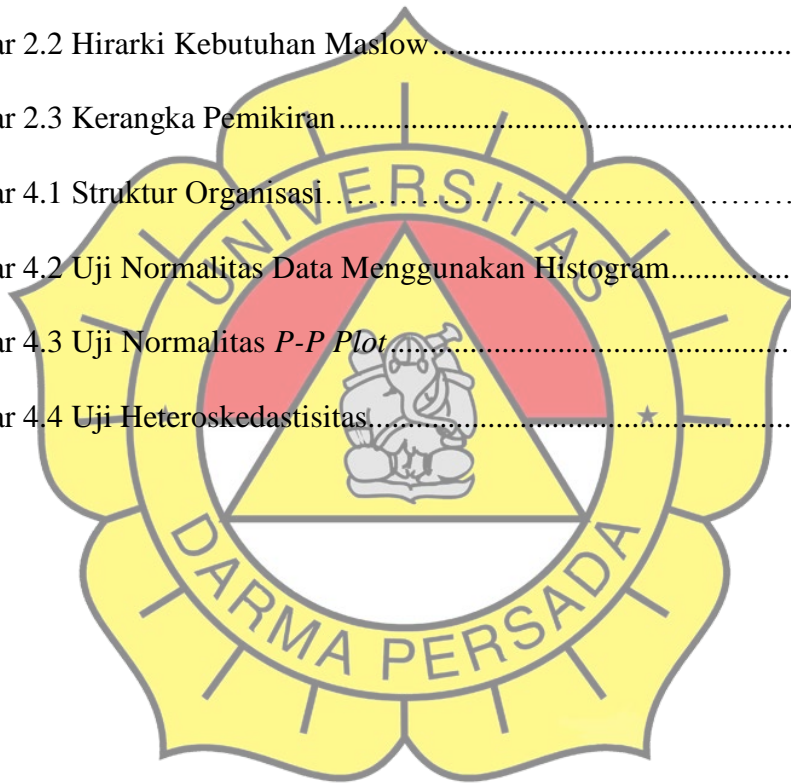 ar 2.2 Hirarki Kebutuhan Maslow................................................
ar 2.3 Kerangka Pemikiran................................................
ar 4.1 Struktur Organisasi................................................
ar 4.2 Uji Normalitas Data Menggunakan Histogram...................
ar 4.3 Uji Normalitas P-P Plot................................................
ar 4.4 Uji Heteroskedastisitas................................................
UNIVERSITAS
DARMA PERSADA